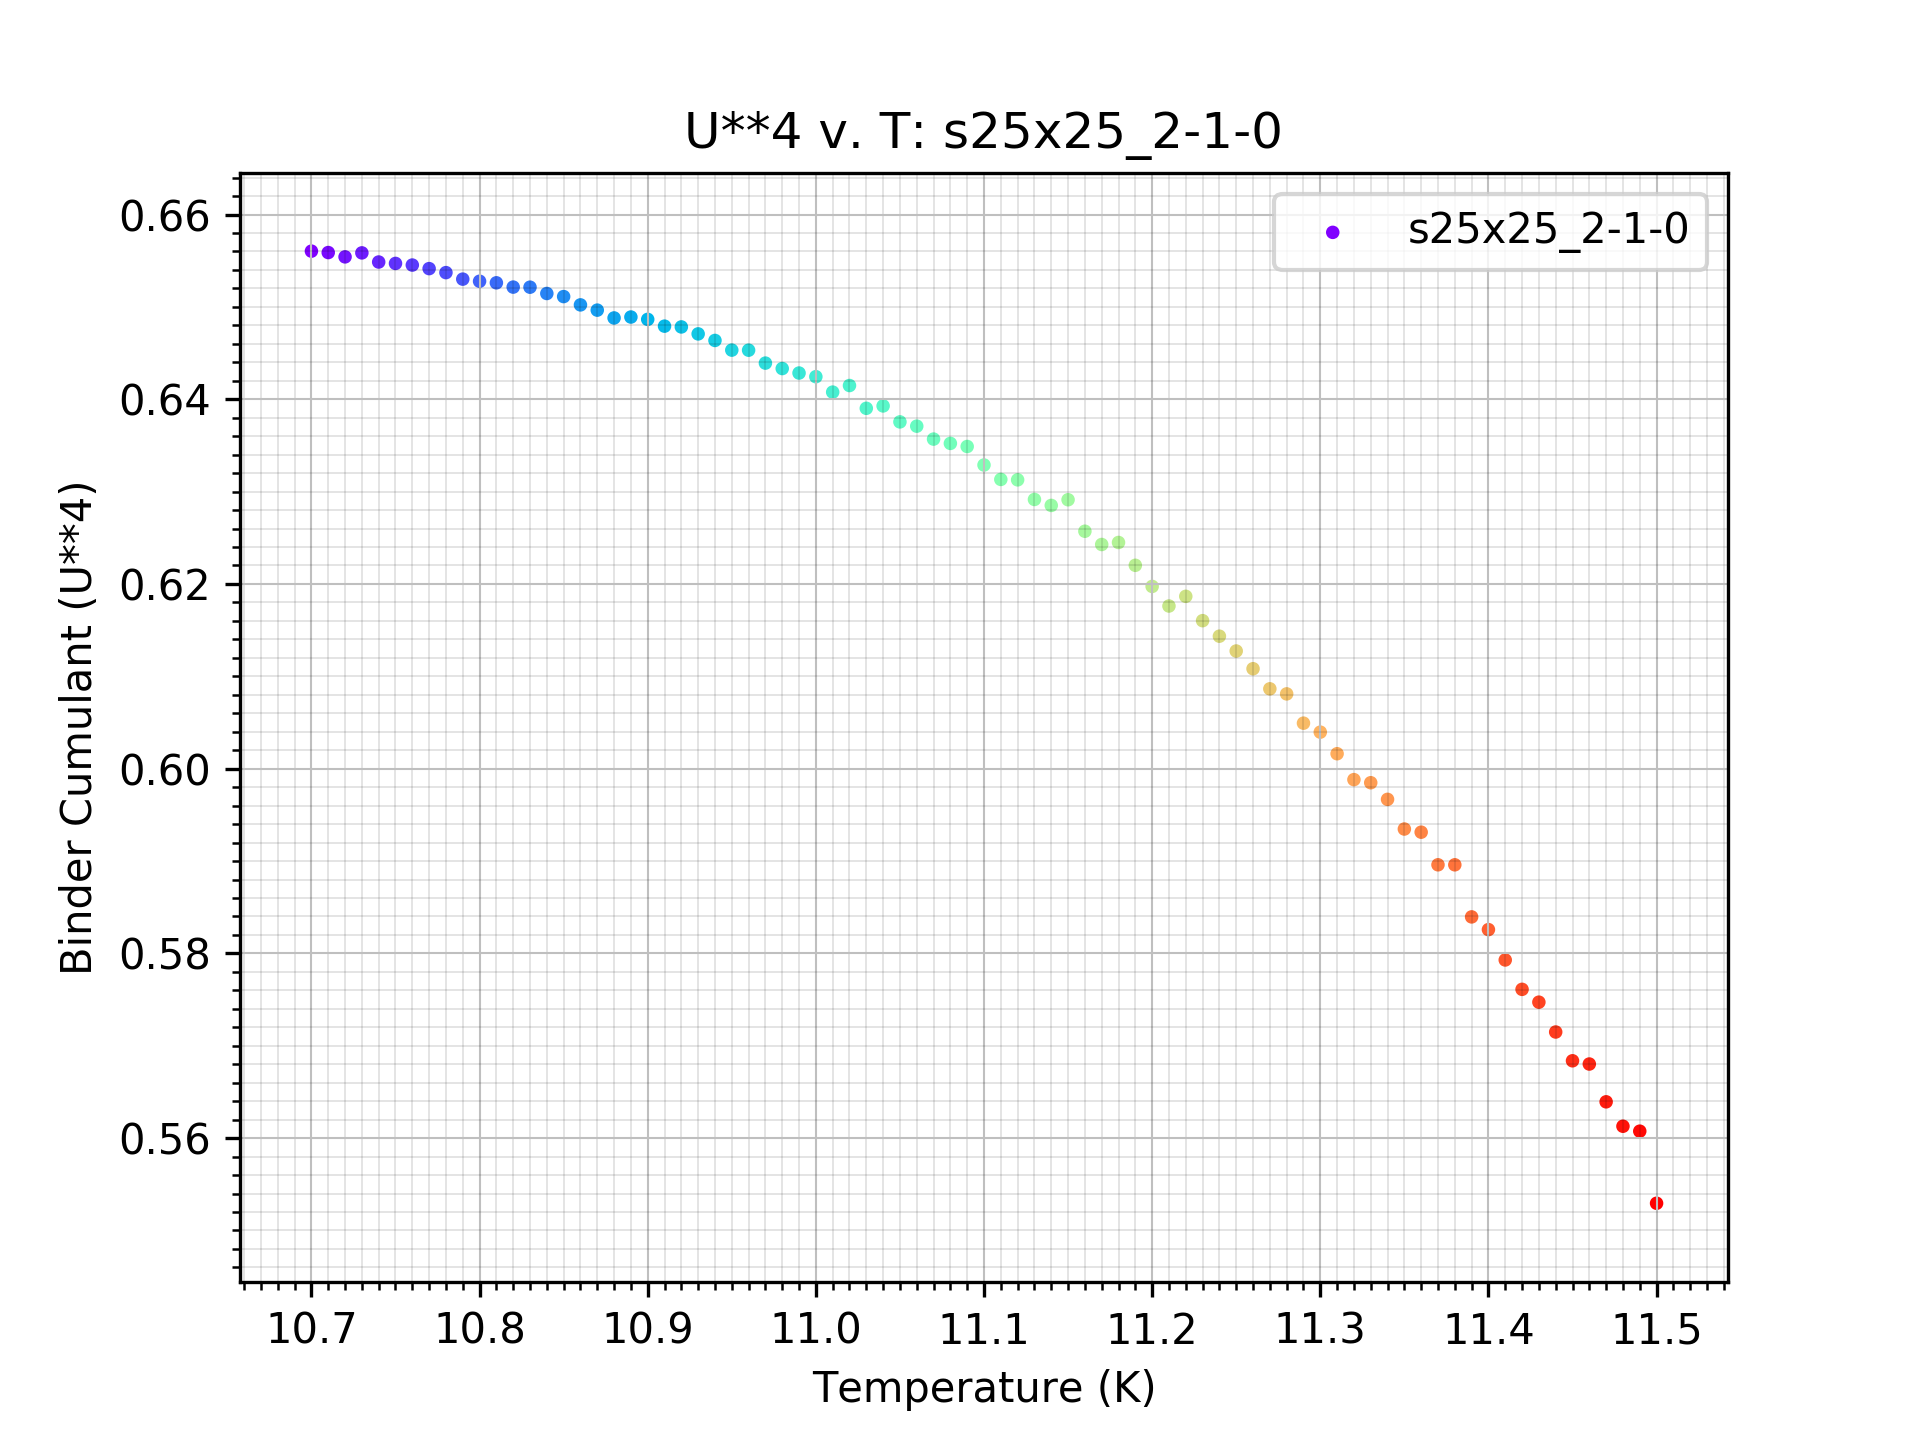 U**4 v. T: s25x25_2-1-0
s25x25_2-1-0
0.66
0.64
0.62
0.60
0.58
0.56
Binder Cumulant (U**4)
10.7 10.8 10.9 11.0 11.1 11.2 11.3 11.4 11.5
Temperature (K)